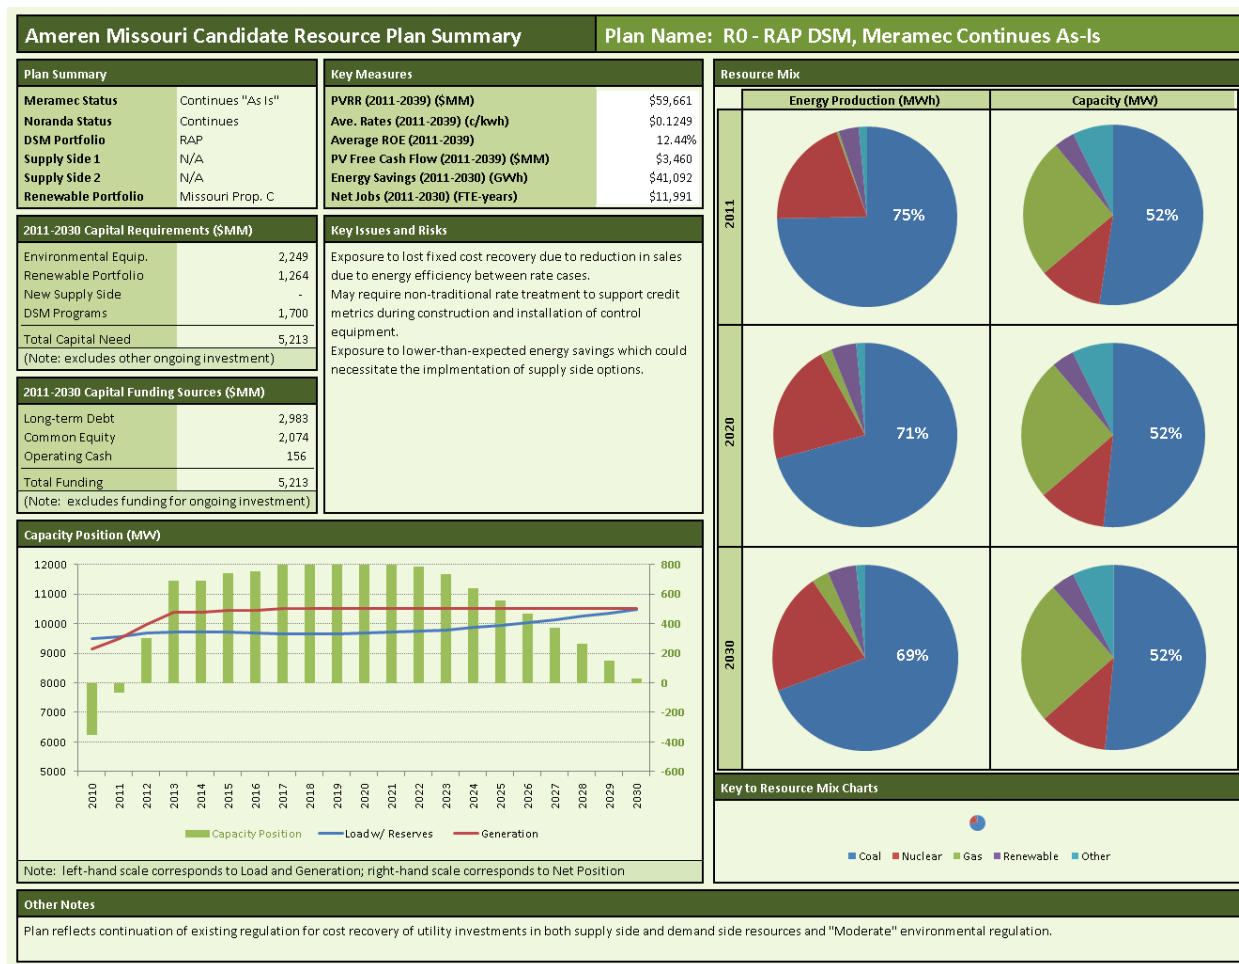 Ameren Missouri Candidate Resource Plan Summary
Plan Name: R0 - RAP DSM, Meramec Continues As-Is
Plan Summary
Meramec Status Continues "As Is"
Noranda Status Continues
DSM Portfolio RAP
Supply Side 1 N/A
Supply Side 2 N/A
Renewable Portfolio Missouri Prop. C
Key Measures
PVRR (2011-2039) ($MM) $59,661
Ave. Rates (2011-2039) (c/kwh) $0.1249
Average ROE (2011-2039) 12.44%
PV Free Cash Flow (2011-2039) ($MM) $3,460
Energy Savings (2011-2030) (GWh) $41,092
Net Jobs (2011-2030) (FTE-years) $11,991
2011-2030 Capital Requirements ($MM)
Environmental Equip. 2,249
Renewable Portfolio 1,264
New Supply Side -
DSM Programs 1,700
Total Capital Need 5,213
(Note: excludes other ongoing investment)
2011-2030 Capital Funding Sources ($MM)
Long-term Debt 2,983
Common Equity 2,074
Operating Cash 156
Total Funding 5,213
(Note: excludes funding for ongoing investment)
Key Issues and Risks
Exposure to lost fixed cost recovery due to reduction in sales
due to energy efficiency between rate cases.
May require non-traditional rate treatment to support credit
metrics during construction and installation of control
equipment.
Exposure to lower-than-expected energy savings which could
necessitate the implmentation of supply side options.
Capacity Position (MW)
12000 800
11000 600
10000 400
9000 200
8000 0
7000 -200
6000 -400
5000 -600
2010 2011 2012 2013 2014 2015 2016 2017 2018 2019 2020 2021 2022 2023 2024 2025 2026 2027 2028 2029 2030
Capacity Position Load w/ Reserves Generation
Note: left-hand scale corresponds to Load and Generation; right-hand scale corresponds to Net Position
Resource Mix
Energy Production (MWh) Capacity (MW)
2011 75% 52%
2020 71% 52%
2030 69% 52%
Key to Resource Mix Charts
Coal Nuclear Gas Renewable Other
Other Notes
Plan reflects continuation of existing regulation for cost recovery of utility investments in both supply side and demand side resources and "Moderate" environmental regulation.